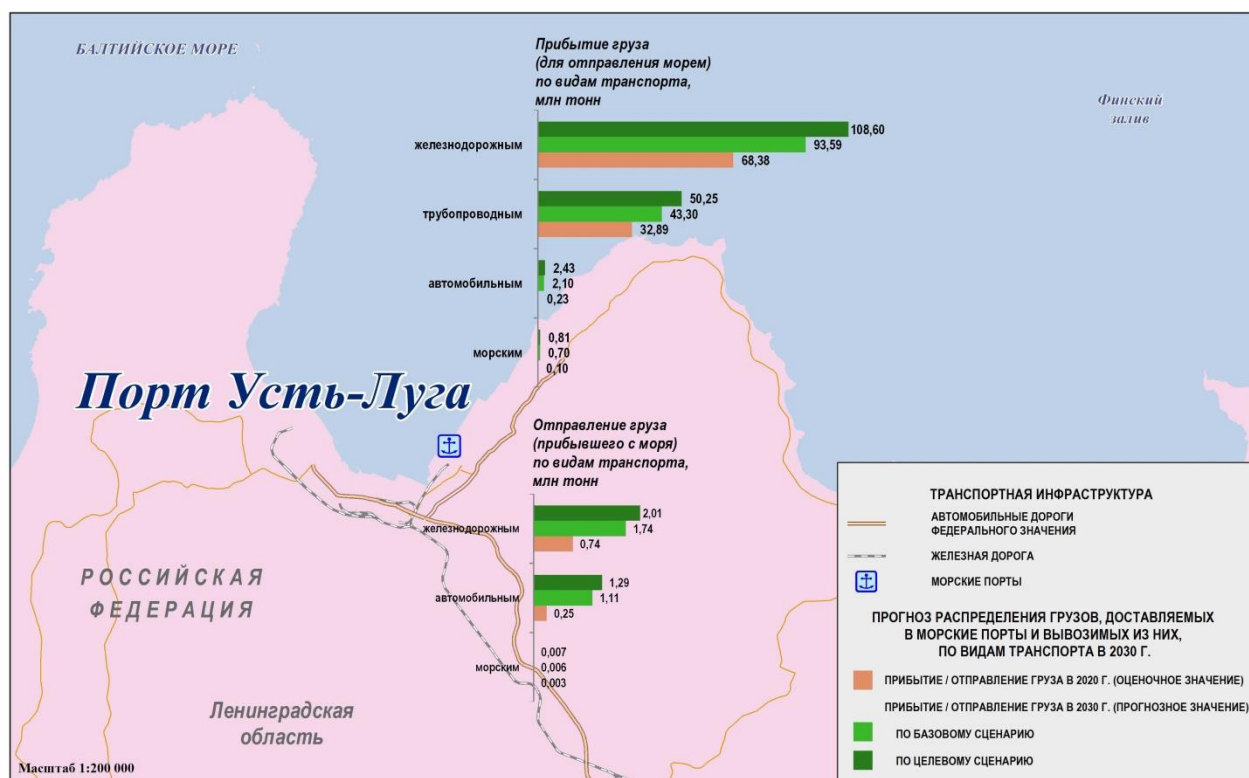 БАЛТИЙСКОЕ МОРЕ
Финский
залив
Прибытие груза
(для отправления морем)
по видам транспорта,
млн тонн
железнодорожным
108,60
93,59
68,38
трубопроводным
50,25
43,30
32,89
автомобильным
2,43
2,10
0,23
морским
0,81
0,70
0,10
Порт Усть-Луга
Отправление груза
(прибывшего с моря)
по видам транспорта,
млн тонн
железнодорожным
2,01
1,74
0,74
автомобильным
1,29
1,11
0,25
морским
0,007
0,006
0,003
РОССИЙСКАЯ
ФЕДЕРАЦИЯ
Ленинградская
область
Масштаб 1:200 000
ТРАНСПОРТНАЯ ИНФРАСТРУКТУРА
АВТОМОБИЛЬНЫЕ ДОРОГИ
ФЕДЕРАЛЬНОГО ЗНАЧЕНИЯ
ЖЕЛЕЗНАЯ ДОРОГА
МОРСКИЕ ПОРТЫ
ПРОГНОЗ РАСПРЕДЕЛЕНИЯ ГРУЗОВ, ДОСТАВЛЯЕМЫХ
В МОРСКИЕ ПОРТЫ И ВЫВОЗИМЫХ ИЗ НИХ,
ПО ВИДАМ ТРАНСПОРТА В 2030 Г.
ПРИБЫТИЕ / ОТПРАВЛЕНИЕ ГРУЗА В 2020 Г. (ОЦЕНОЧНОЕ ЗНАЧЕНИЕ)
ПРИБЫТИЕ / ОТПРАВЛЕНИЕ ГРУЗА В 2030 Г. (ПРОГНОЗНОЕ ЗНАЧЕНИЕ)
ПО БАЗОВОМУ СЦЕНАРИЮ
ПО ЦЕЛЕВОМУ СЦЕНАРИЮ